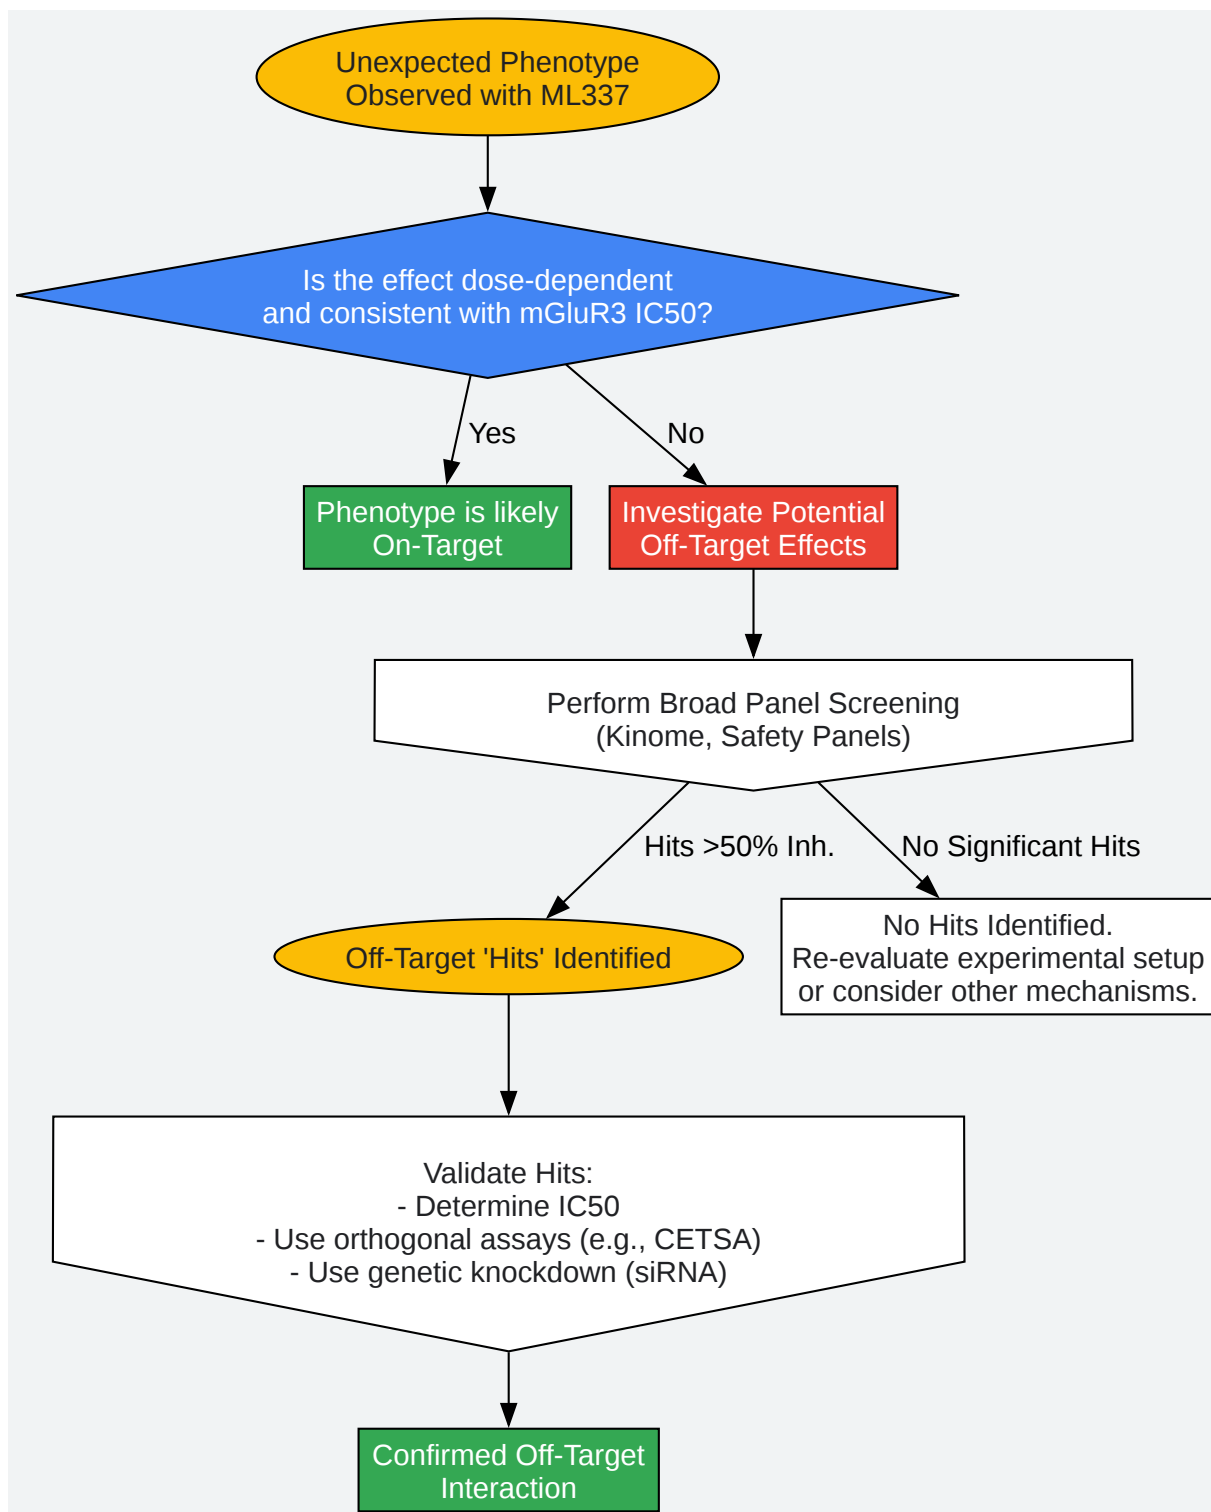 Unexpected Phenotype
Observed with ML337
Is the effect dose-dependent
and consistent with mGluR3 IC50?
Yes
No
Phenotype is likely
On-Target
Investigate Potential
Off-Target Effects
Perform Broad Panel Screening
(Kinome, Safety Panels)
Hits >50% Inh.
No Significant Hits
Off-Target 'Hits' Identified
No Hits Identified.
Re-evaluate experimental setup
or consider other mechanisms.
Validate Hits:
- Determine IC50
- Use orthogonal assays (e.g., CETSA)
- Use genetic knockdown (siRNA)
Confirmed Off-Target
Interaction